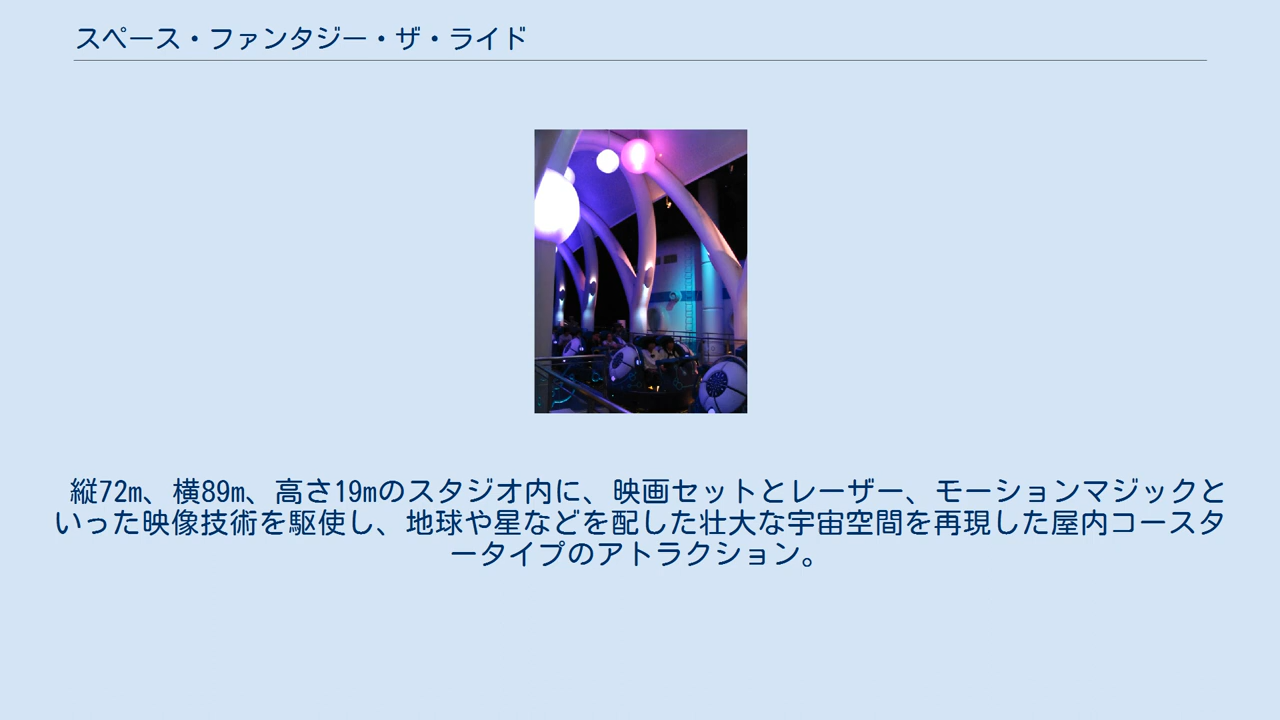 スペース・ファンタジー・ザ・ライド
縦72m、横89m、高さ19mのスタジオ内に、映画セットとレーザー、モーションマジックと
いった映像技術を駆使し、地球や星などを配した壮大な宇宙空間を再現した屋内コースタ
ータイプのアトラクション。